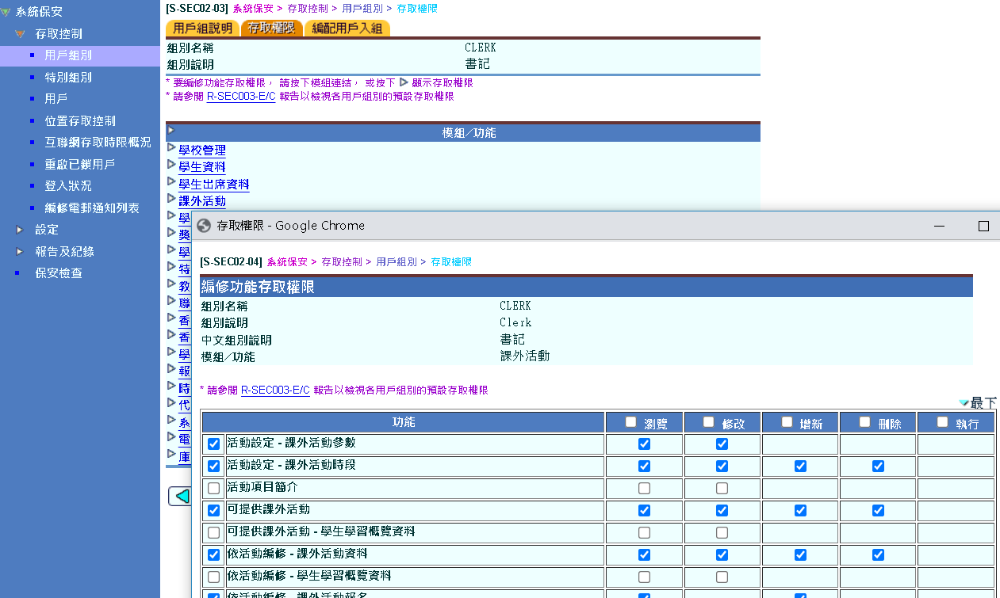 系統保安
存取控制
用戶組別
特別組別
用戶
位置存取控制
互聯網存取時限概況
重啟已鎖用戶
登入狀況
編修電郵通知列表
設定
報告及紀錄
保安檢查
[S-SEC02-03] 系統保安 > 存取控制 > 用戶組別 > 存取權限
用戶組說明 存取權限 編配用戶入組
組別名稱 CLERK
組別說明 書記
* 要編修功能存取權限， 請按下模組連結， 或按下 ▷ 顯示存取權限
* 請參閱 R-SEC003-E/C 報告以檢視各用戶組別的預設存取權限
模組／功能
學校管理
學生資料
學生出席資料
課外活動
學
獎
學
特
教
聯
香
香
學
報
時
代
系
電
庫
存取權限 - Google Chrome
[S-SEC02-04] 系統保安 > 存取控制 > 用戶組別 > 存取權限
編修功能存取權限
組別名稱 CLERK
組別說明 Clerk
中文組別說明 書記
模組／功能 課外活動
* 請參閱 R-SEC003-E/C 報告以檢視各用戶組別的預設存取權限
最下
功能 瀏覽 修改 增新 刪除 執行
活動設定 - 課外活動參數
活動設定 - 課外活動時段
活動項目簡介
可提供課外活動
可提供課外活動 - 學生學習概覽資料
依活動編修 - 課外活動資料
依活動編修 - 學生學習概覽資料
依活動編修 - 課外活動報名